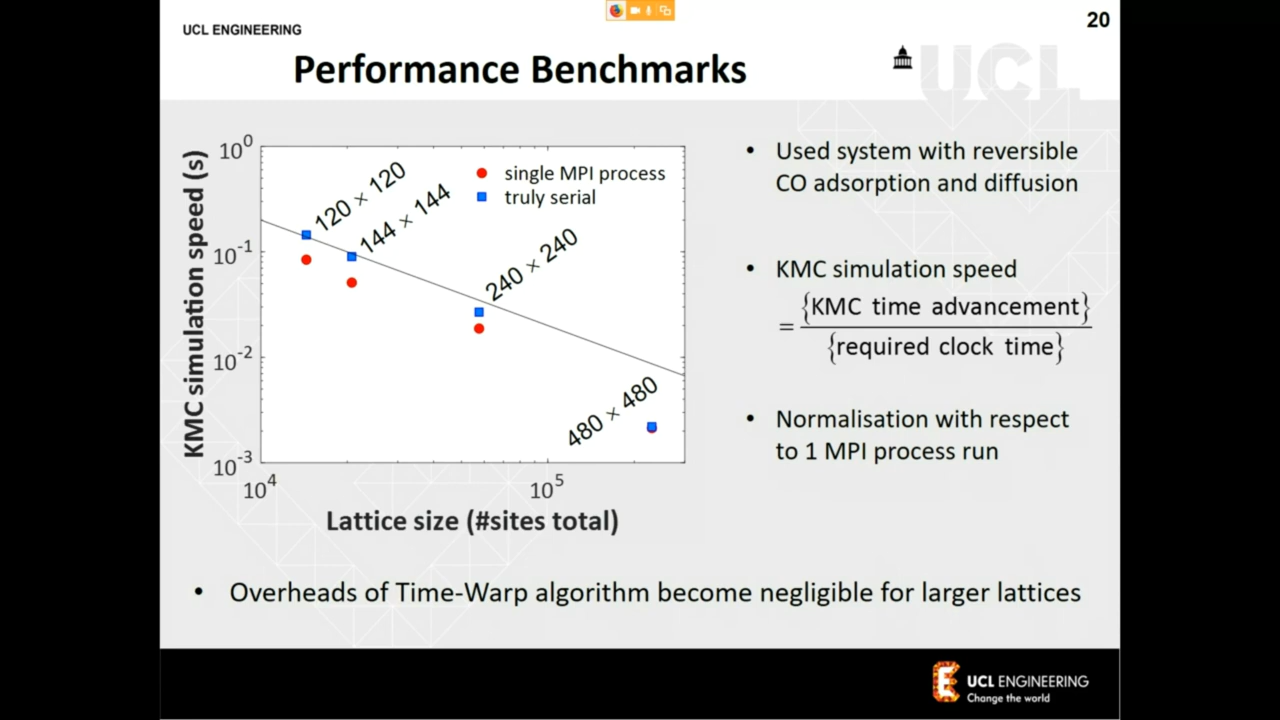 20
UCL ENGINEERING
Performance Benchmarks
UCL
KMC simulation speed (s)
10^0
10^-1
10^-2
10^-3
10^4
10^5
120 × 120
144 × 144
240 × 240
480 × 480
single MPI process
truly serial
Lattice size (#sites total)
• Used system with reversible
CO adsorption and diffusion
• KMC simulation speed
= {KMC time advancement}
{required clock time}
• Normalisation with respect
to 1 MPI process run
• Overheads of Time-Warp algorithm become negligible for larger lattices
UCL ENGINEERING
Change the world